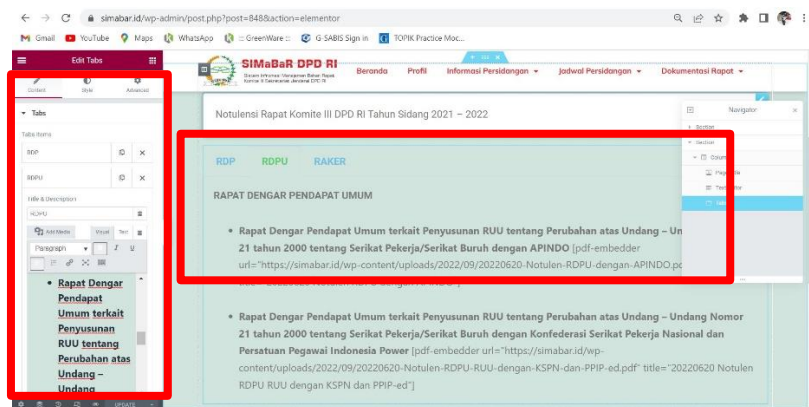 simabar.id/wp-admin/post.php?post=848&action=elementor
Gmail YouTube Maps WhatsApp ::: GreenWare ::: G-SABIS Sign In TOPIK Practice Moc...
Edit Tabs
Content Style Advanced
Tabs
Tabs Items
RDP
RDPU
Title & Description
RDPU
Add Media Visual Text
Paragraph I U
Rapat Dengar
Pendapat
Umum terkait
Penyusunan
RUU tentang
Perubahan atas
Undang –
Undang
UPDATE
SIMaBaR DPD RI
Beranda Profil Informasi Persidangan Jadwal Persidangan Dokumentasi Rapat
Notulensi Rapat Komite III DPD RI Tahun Sidang 2021 – 2022
RDP RDPU RAKER
RAPAT DENGAR PENDAPAT UMUM
• Rapat Dengar Pendapat Umum terkait Penyusunan RUU tentang Perubahan atas Undang – Un
21 tahun 2000 tentang Serikat Pekerja/Serikat Buruh dengan APINDO [pdf-embedder
url="https://simabar.id/wp-content/uploads/2022/09/20220620-Notulen-RDPU-dengan-APINDO.pd
• Rapat Dengar Pendapat Umum terkait Penyusunan RUU tentang Perubahan atas Undang – Undang Nomor
21 tahun 2000 tentang Serikat Pekerja/Serikat Buruh dengan Konfederasi Serikat Pekerja Nasional dan
Persatuan Pegawai Indonesia Power [pdf-embedder url="https://simabar.id/wp-
content/uploads/2022/09/20220620-Notulen-RDPU-RUU-dengan-KSPN-dan-PPIP-ed.pdf" title="20220620 Notulen
RDPU RUU dengan KSPN dan PPIP-ed"]
Navigator
Section
Section
Column